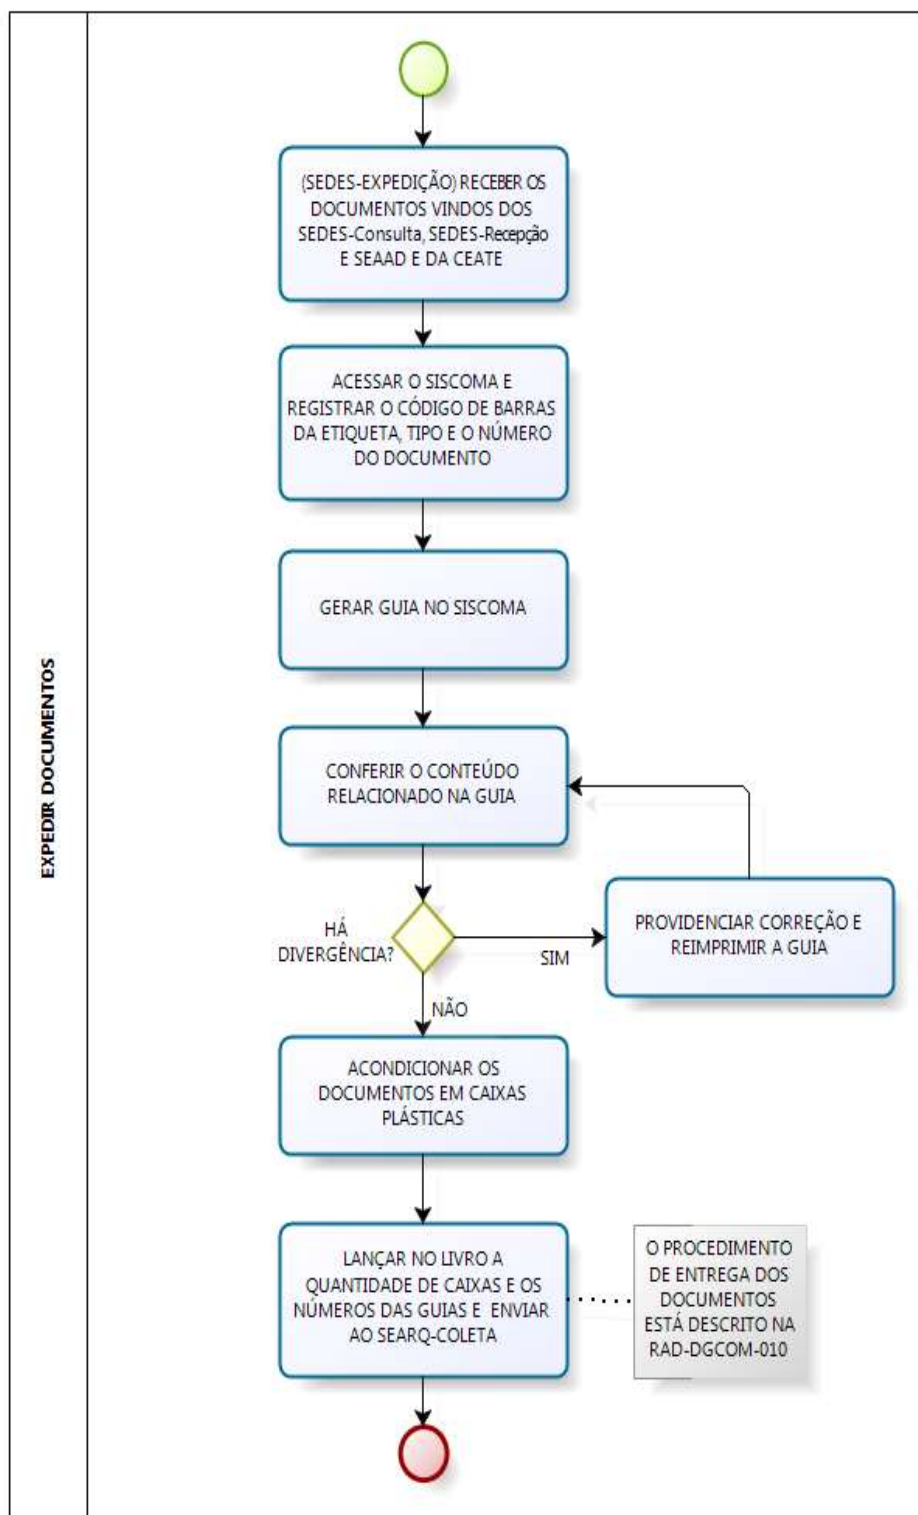 EXPEDIR DOCUMENTOS
(SEDES-EXPEDIÇÃO) RECEBER OS
DOCUMENTOS VINDOS DOS
SEDES-Consulta, SEDES-Recepção
E SEAAD E DA CEATE
ACESSAR O SISCOMA E
REGISTRAR O CÓDIGO DE BARRAS
DA ETIQUETA, TIPO E O NÚMERO
DO DOCUMENTO
GERAR GUIA NO SISCOMA
CONFERIR O CONTEÚDO
RELACIONADO NA GUIA
HÁ
DIVERGÊNCIA?
SIM
PROVIDENCIAR CORREÇÃO E
REIMPRIMIR A GUIA
NÃO
ACONDICIONAR OS
DOCUMENTOS EM CAIXAS
PLÁSTICAS
LANÇAR NO LIVRO A
QUANTIDADE DE CAIXAS E OS
NÚMEROS DAS GUIAS E ENVIAR
AO SEARQ-COLETA
O PROCEDIMENTO
DE ENTREGA DOS
DOCUMENTOS
ESTÁ DESCRITO NA
RAD-DGCOM-010